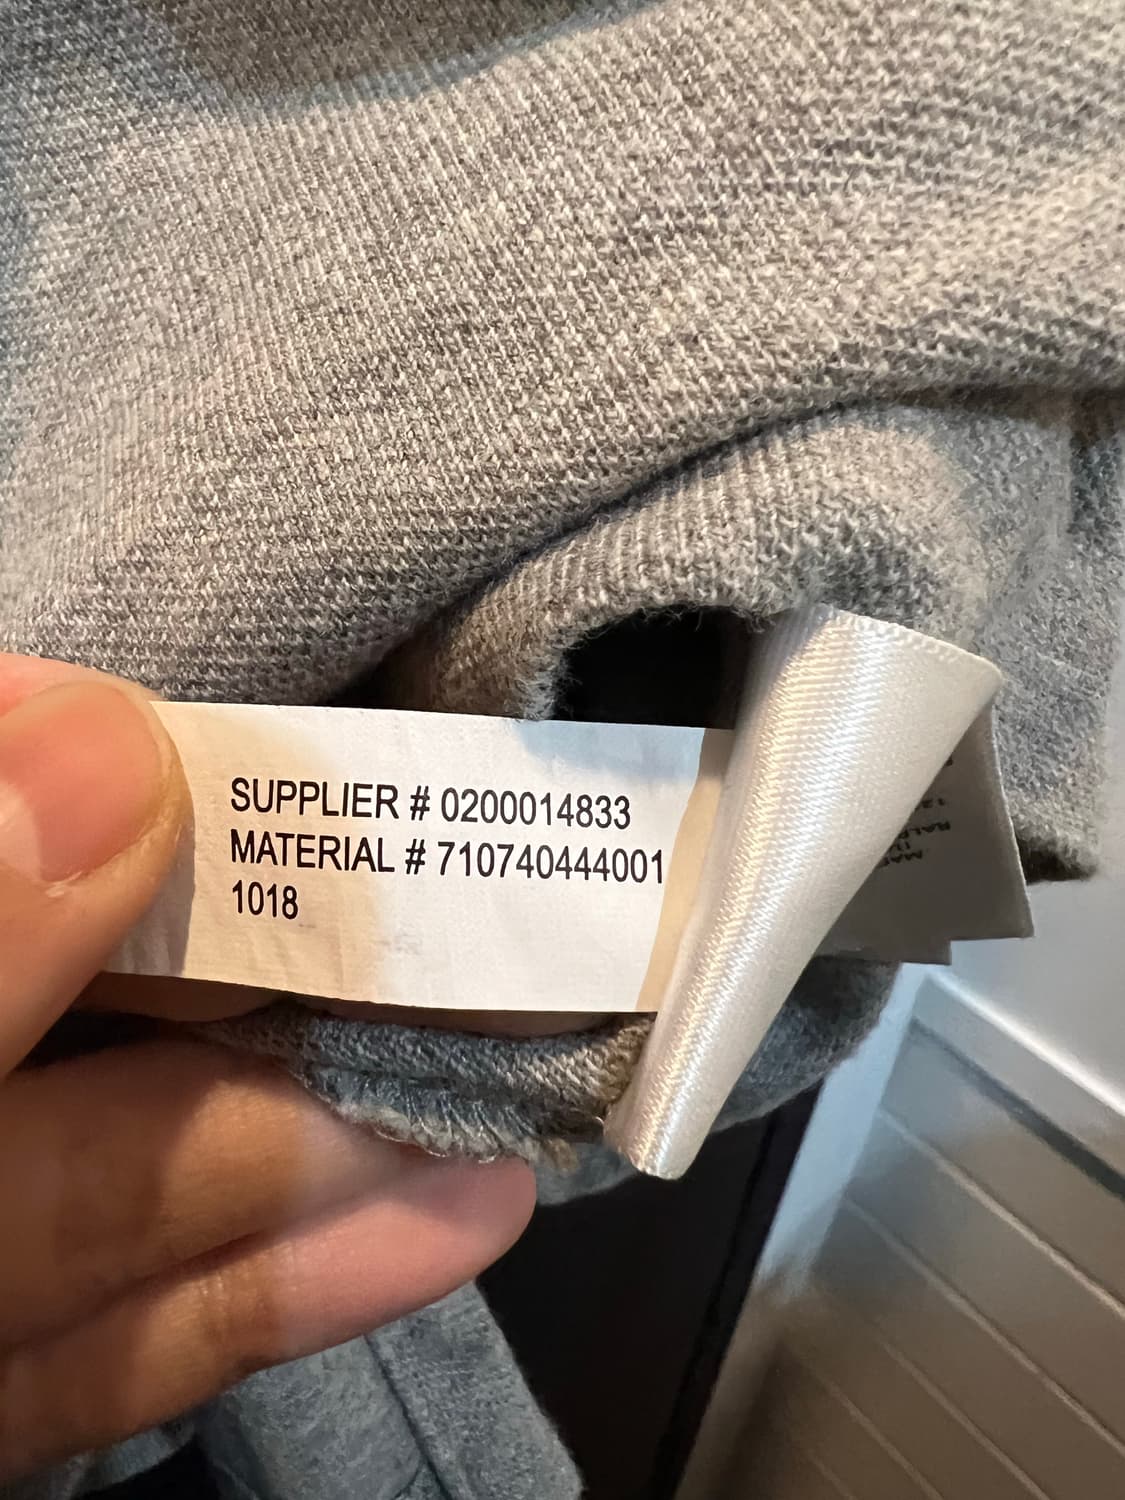 SUPPLIER # 0200014833
MATERIAL # 710740444001
1018